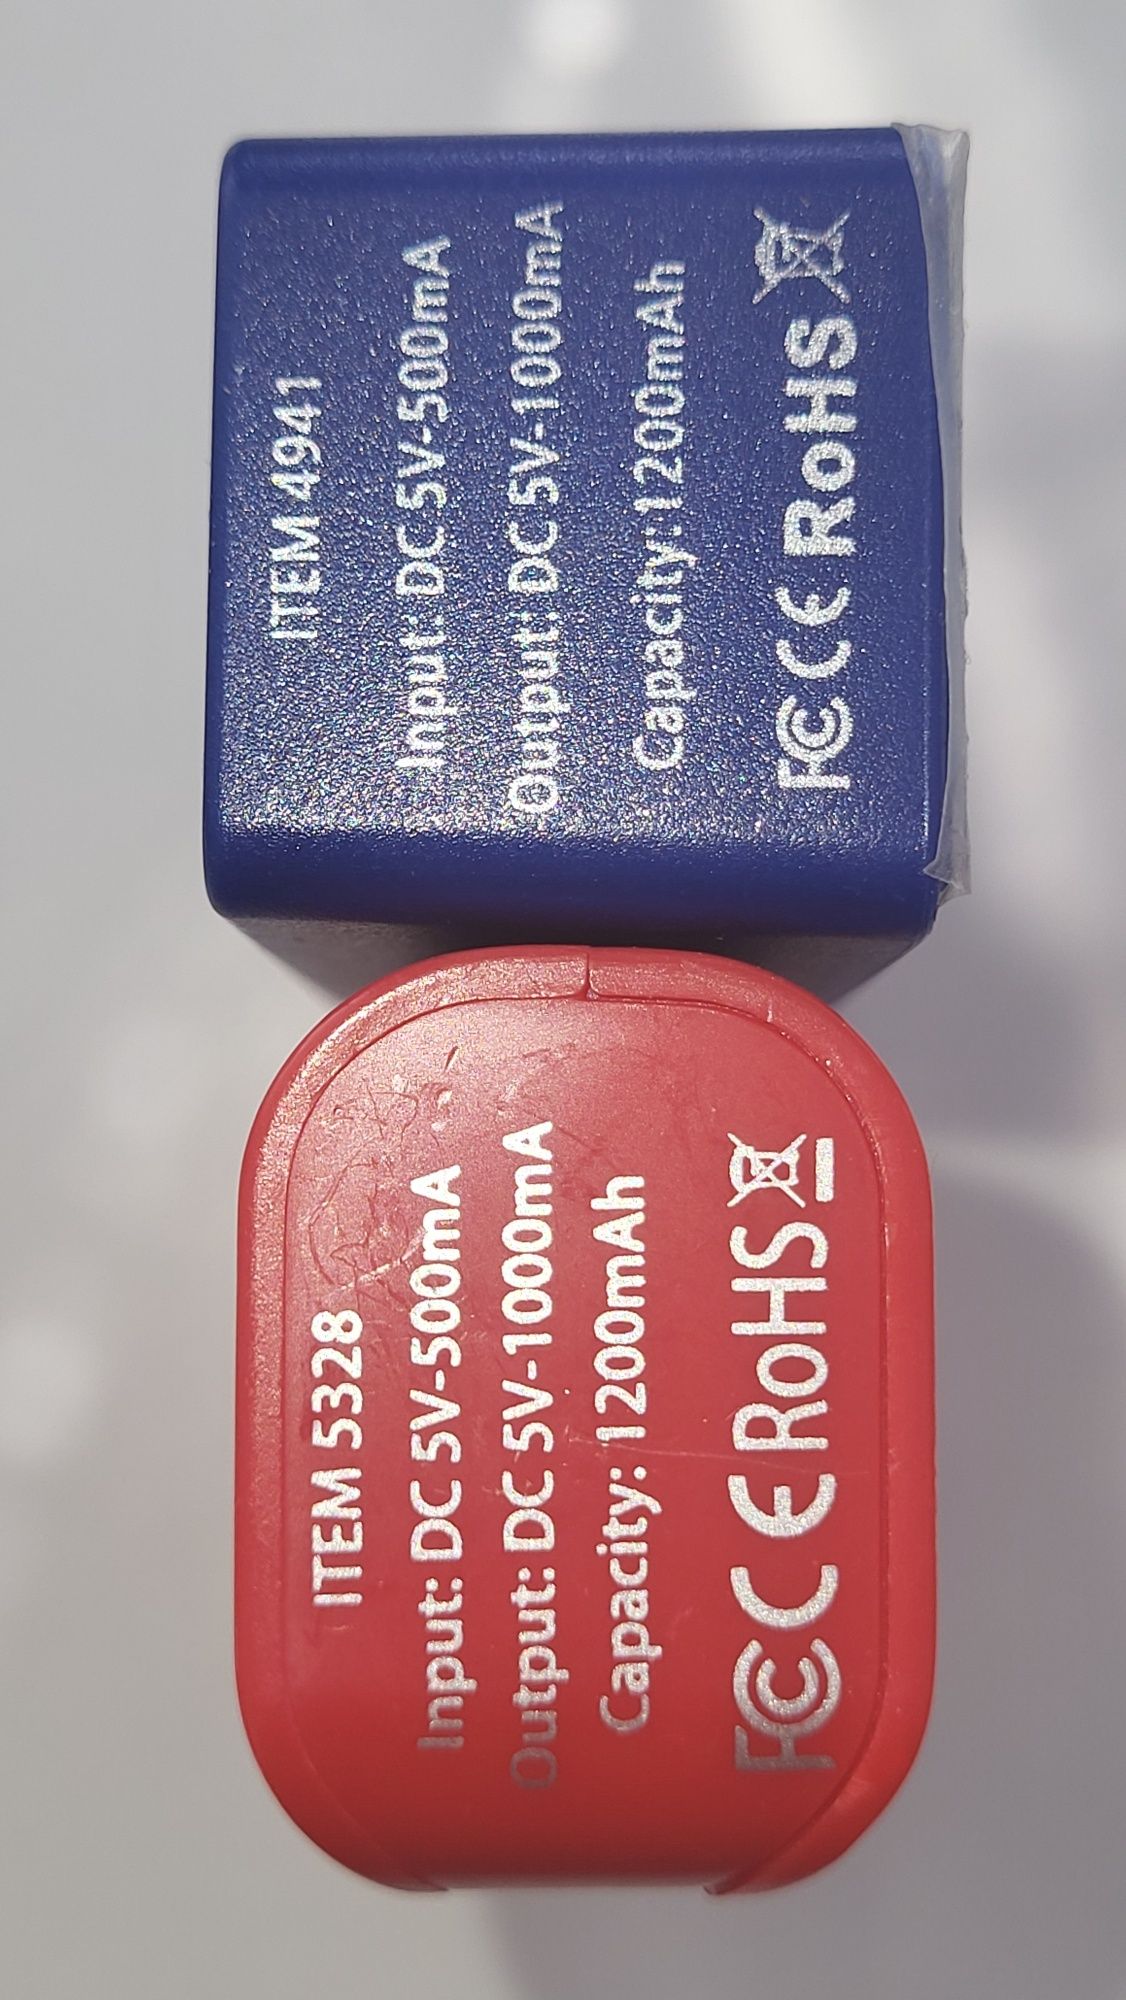 ITEM 4941
Input: DC 5V-500mA
Output: DC 5V-1000mA
Capacity:1200mAh
FC CE RoHS
ITEM 5328
Input: DC 5V-500mA
Output: DC 5V-1000mA
Capacity: 1200mAh
FC CE RoHS